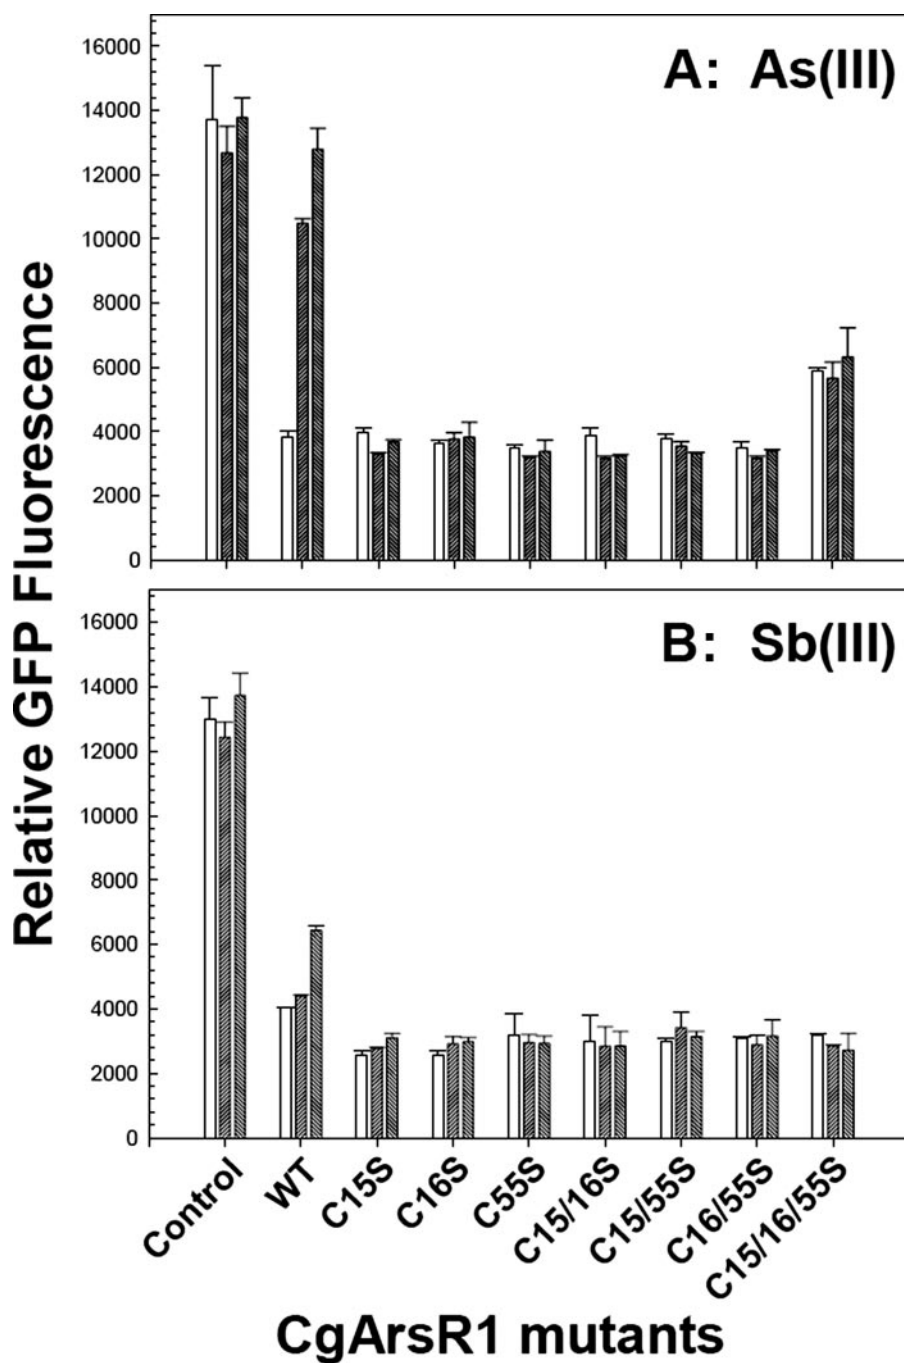 A: As(III)
16000
14000
12000
10000
8000
6000
4000
2000
0
Relative GFP Fluorescence
B: Sb(III)
16000
14000
12000
10000
8000
6000
4000
2000
0
Control
WT
C15S
C16S
C55S
C15/16S
C15/55S
C16/55S
C15/16/55S
CgArsR1 mutants